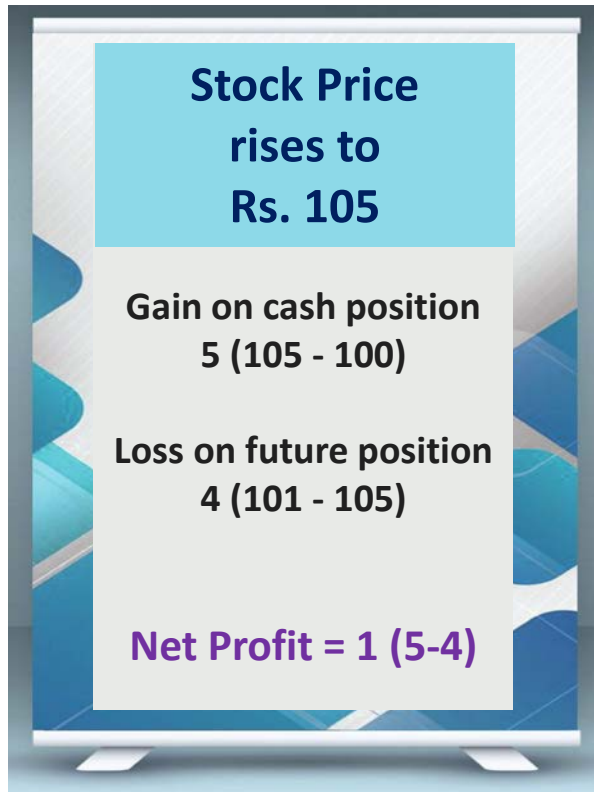 Stock Price
rises to
Rs. 105
Gain on cash position
5 (105 - 100)
Loss on future position
4 (101 - 105)
Net Profit = 1 (5-4)